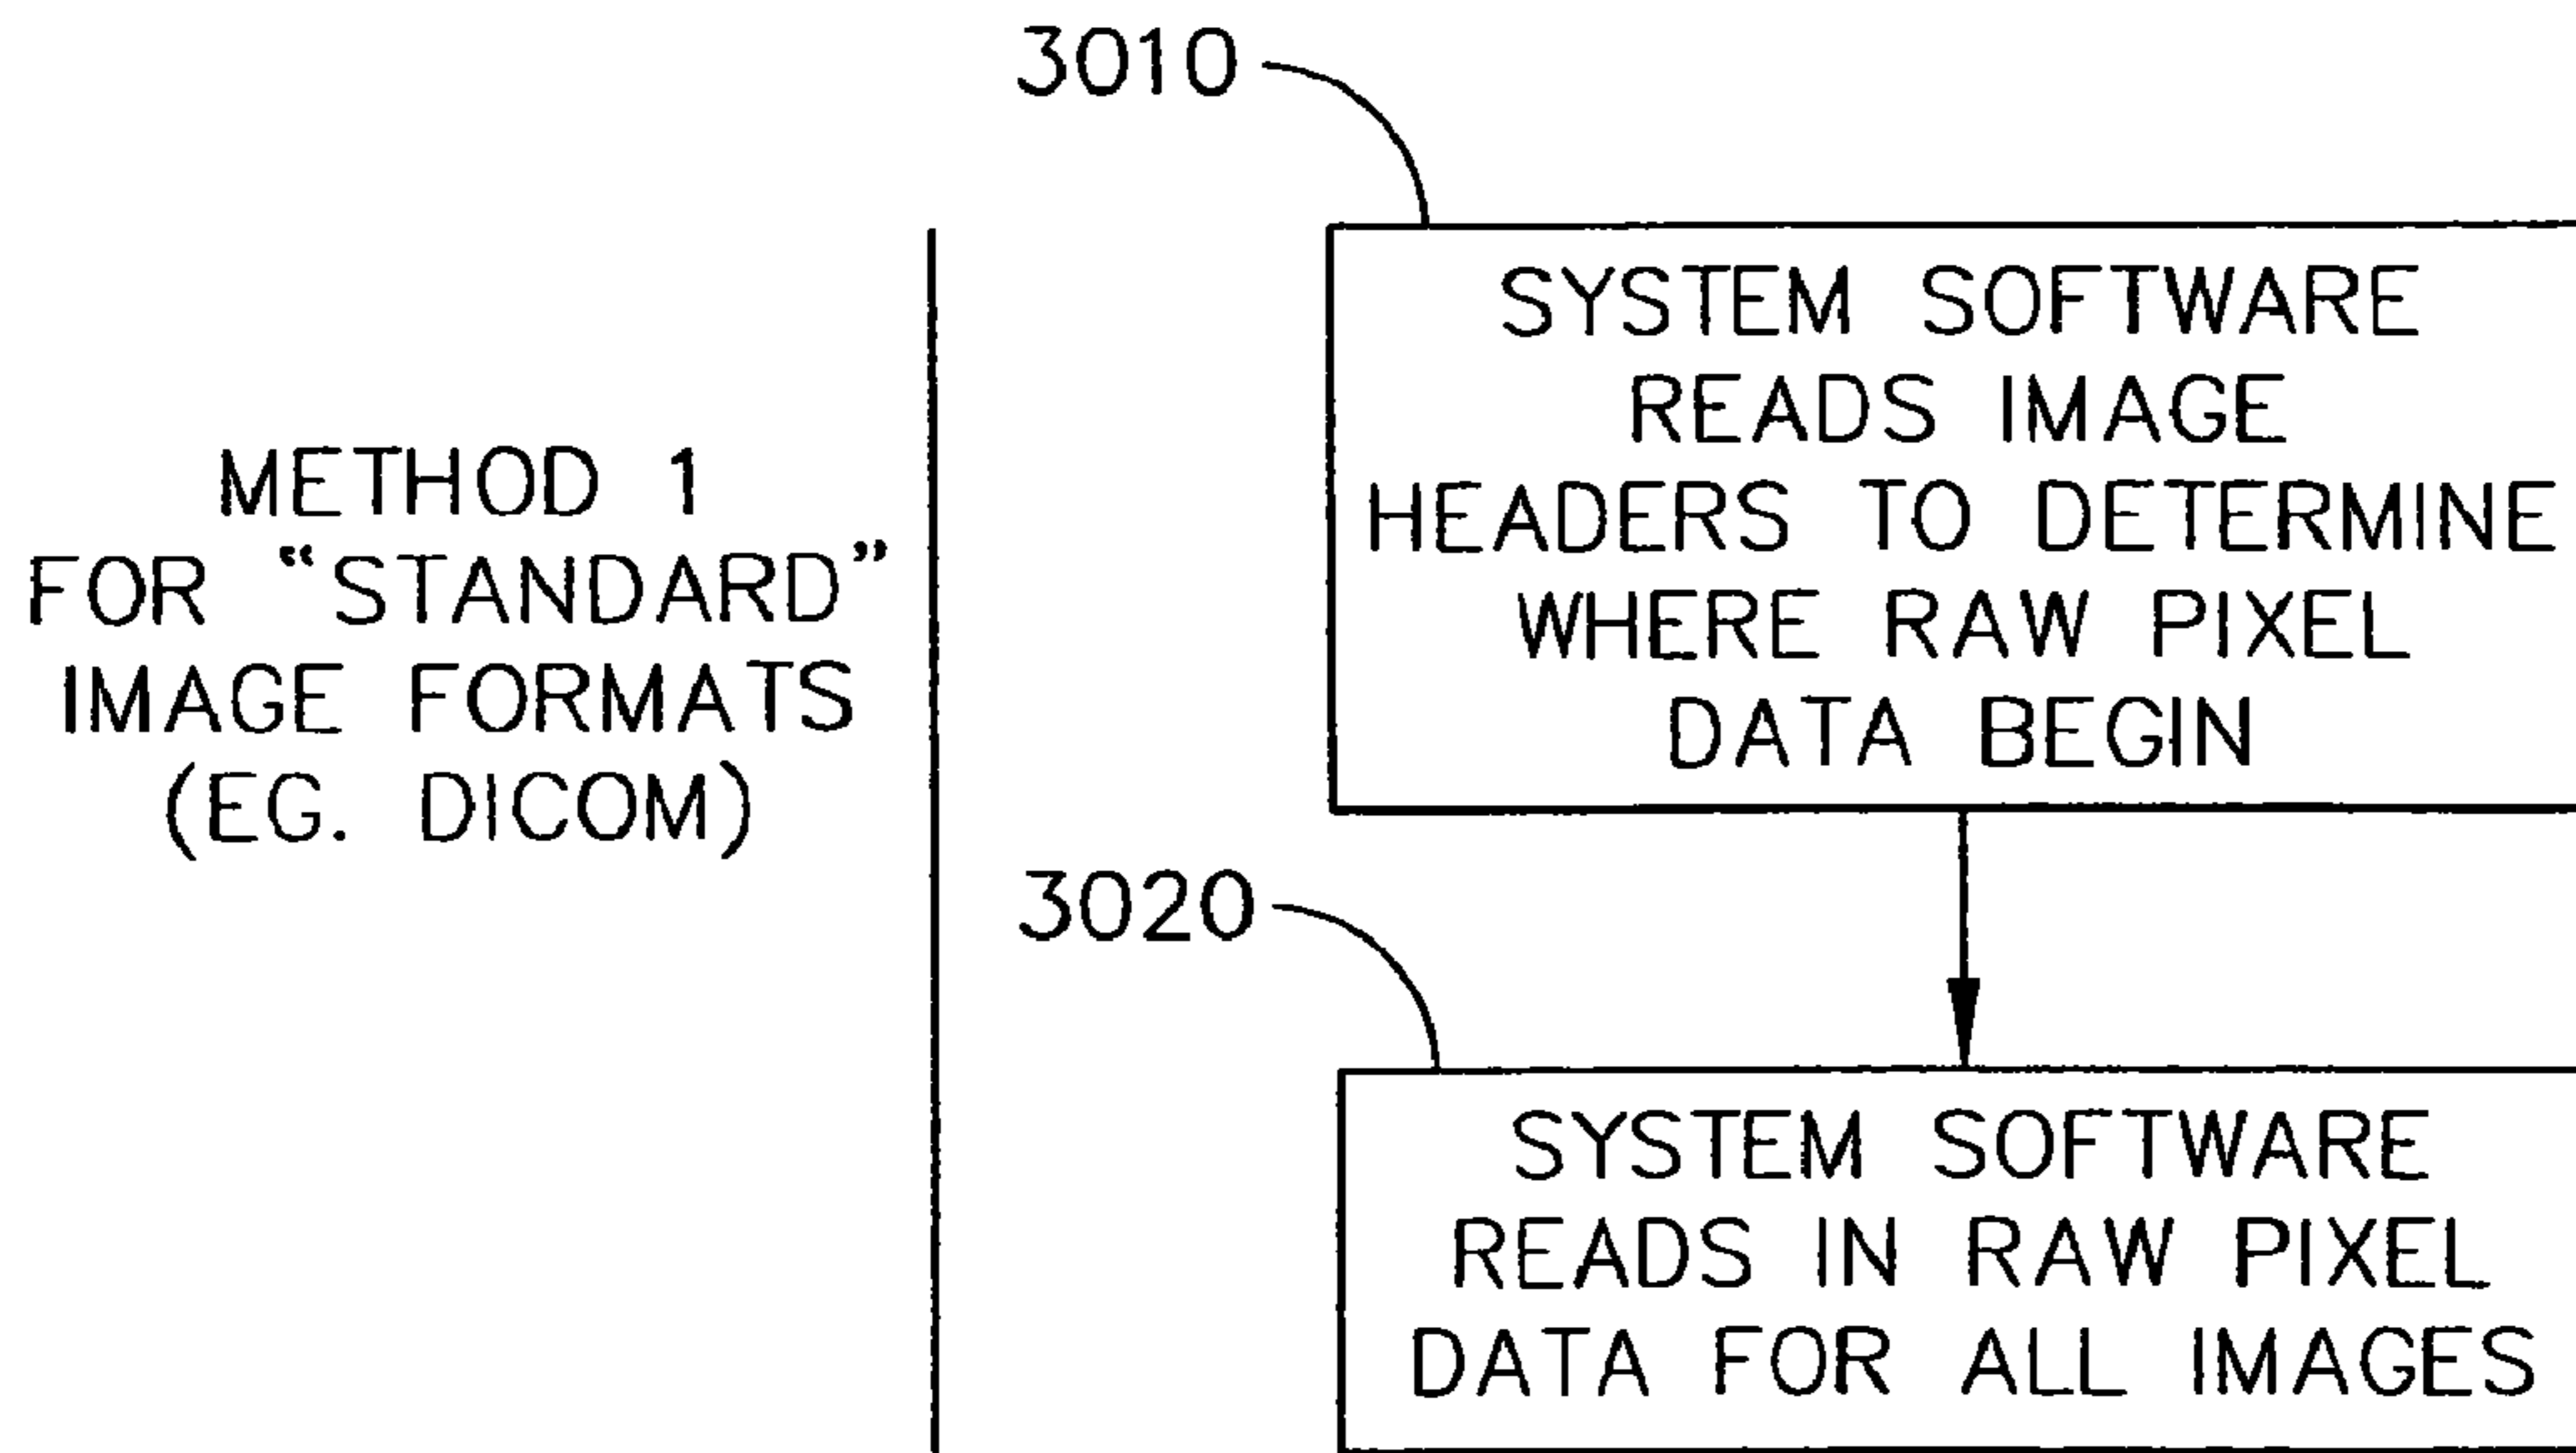 METHOD 1
FOR “STANDARD”
IMAGE FORMATS
(EG. DICOM)
3010
SYSTEM SOFTWARE
READS IMAGE
HEADERS TO DETERMINE
WHERE RAW PIXEL
DATA BEGIN
3020
SYSTEM SOFTWARE
READS IN RAW PIXEL
DATA FOR ALL IMAGES